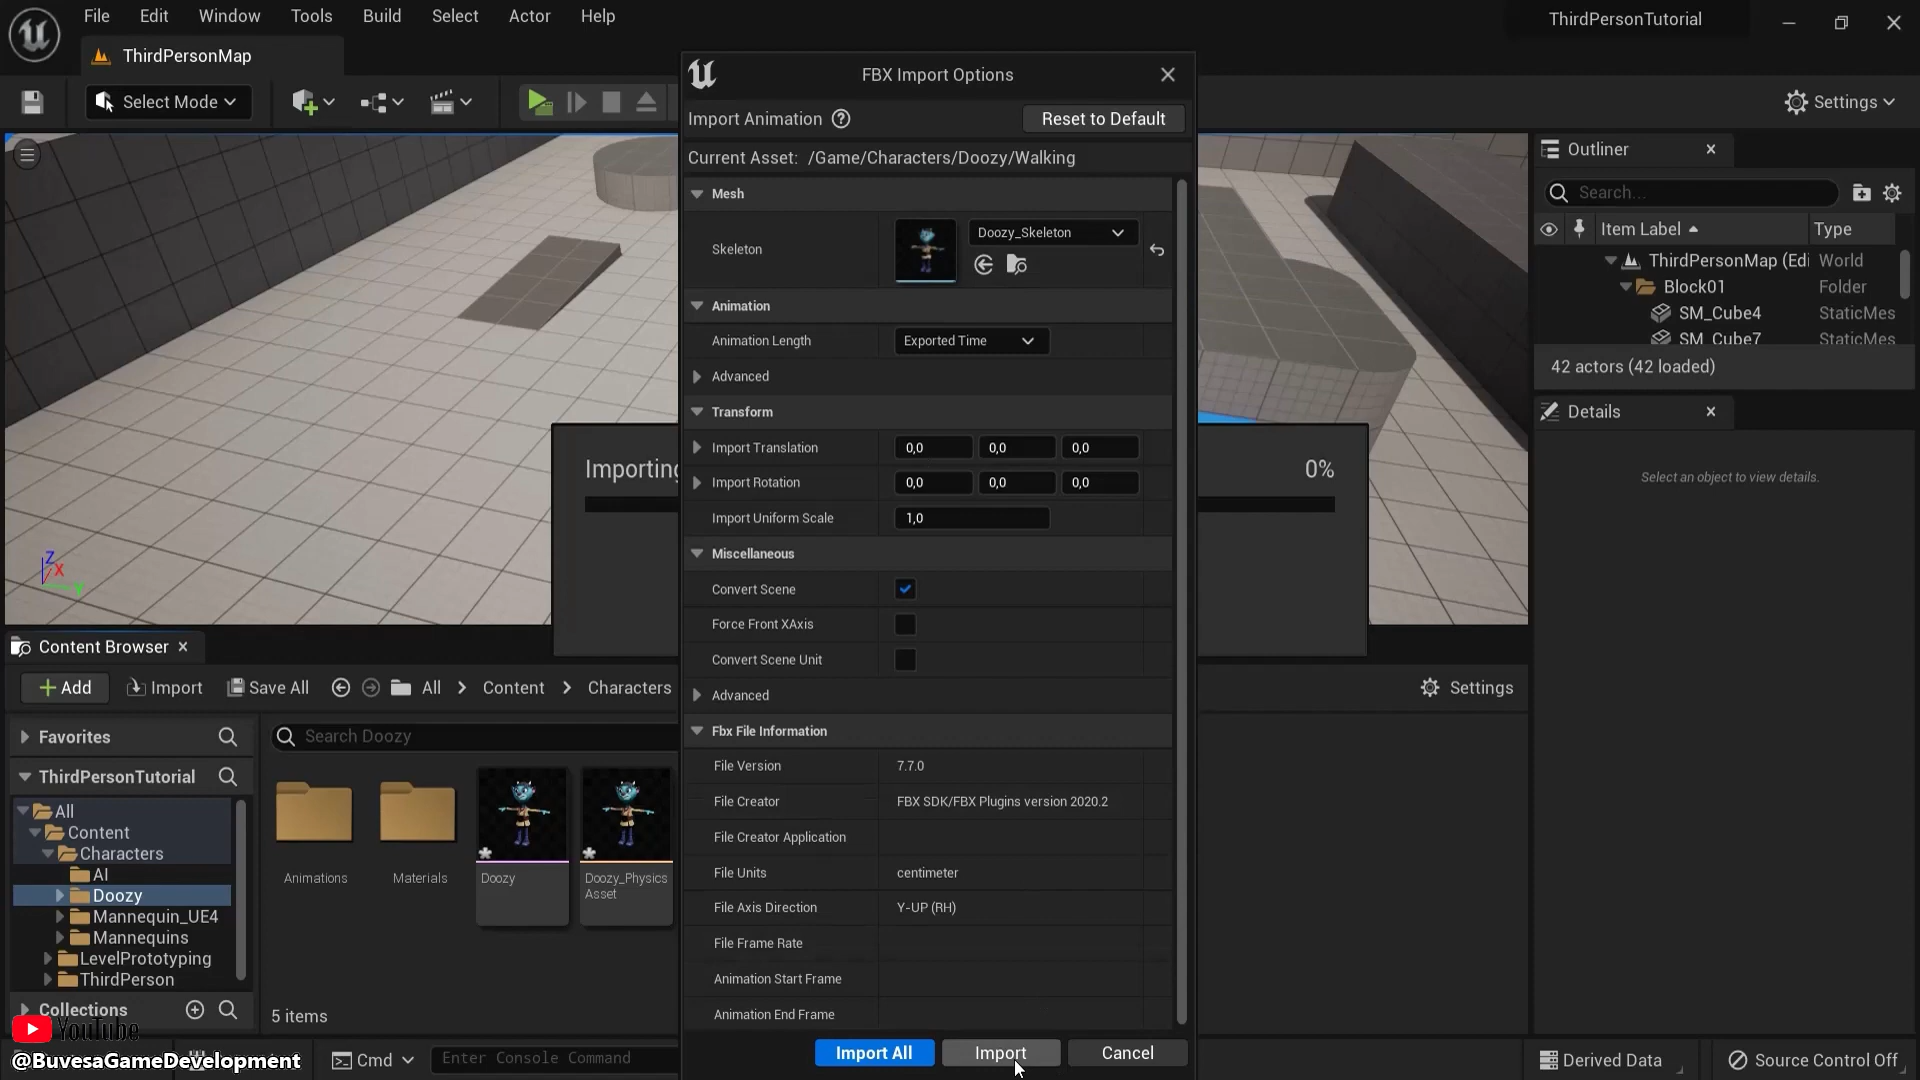 File Edit Window Tools Build Select Actor Help
ThirdPersonTutorial
ThirdPersonMap
Select Mode
Settings
FBX Import Options
Import Animation
Reset to Default
Current Asset: /Game/Characters/Doozy/Walking
Mesh
Skeleton
Doozy_Skeleton
Animation
Animation Length
Exported Time
Advanced
Transform
Import Translation 0,0 0,0 0,0
Import Rotation 0,0 0,0 0,0
Import Uniform Scale 1,0
Miscellaneous
Convert Scene
Force Front XAxis
Convert Scene Unit
Advanced
Fbx File Information
File Version 7.7.0
File Creator FBX SDK/FBX Plugins version 2020.2
File Creator Application
File Units centimeter
File Axis Direction Y-UP (RH)
File Frame Rate
Animation Start Frame
Animation End Frame
Import All Import Cancel
Importing
0%
Z
X
Y
Outliner
Search...
Item Label Type
ThirdPersonMap (Edi World
Block01 Folder
SM_Cube4 StaticMes
SM_Cube7 StaticMes
42 actors (42 loaded)
Details
Select an object to view details.
Content Browser
Add Import Save All All Content Characters
Settings
Favorites
Search Doozy
ThirdPersonTutorial
All
Content
Characters
AI
Doozy
Mannequin_UE4
Mannequins
LevelPrototyping
ThirdPerson
Collections
Animations
Materials
Doozy
Doozy_Physics
Asset
5 items
YouTube
@BuvesaGameDevelopment
Cmd
Enter Console Command
Derived Data
Source Control Off